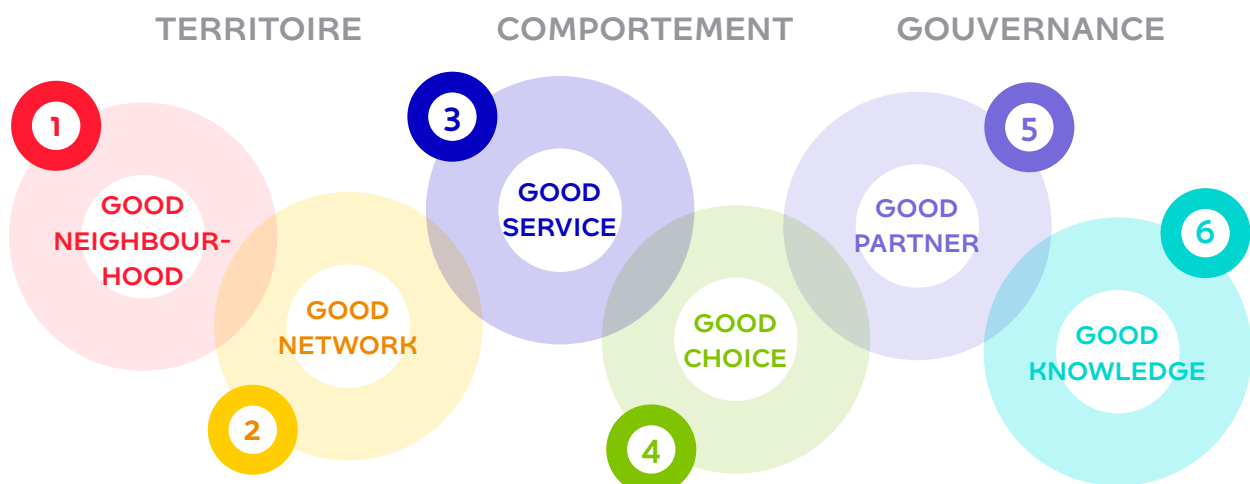 TERRITOIRE
COMPORTEMENT
GOUVERNANCE
1
GOOD
NEIGHBOUR-
HOOD
2
GOOD
NETWORK
3
GOOD
SERVICE
4
GOOD
CHOICE
5
GOOD
PARTNER
6
GOOD
KNOWLEDGE